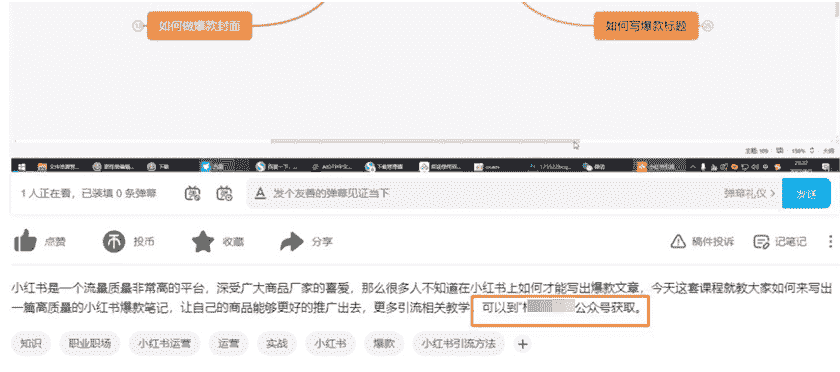 如何做爆款封面
如何写爆款标题
1人正在看，已装填 0 条弹幕
发个友善的弹幕见证当下
弹幕礼仪 >
发送
点赞
投币
收藏
分享
稿件投诉
记笔记
小红书是一个流量质量非常高的平台，深受广大商品厂家的喜爱，那么很多人不知道在小红书上如何才能写出爆款文章，今天这套课程就教大家如何来写出
一篇高质量的小红书爆款笔记，让自己的商品能够更好的推广出去，更多引流相关教学，可以到"公众号获取。
知识
职业职场
小红书运营
运营
实战
小红书
爆款
小红书引流方法
+